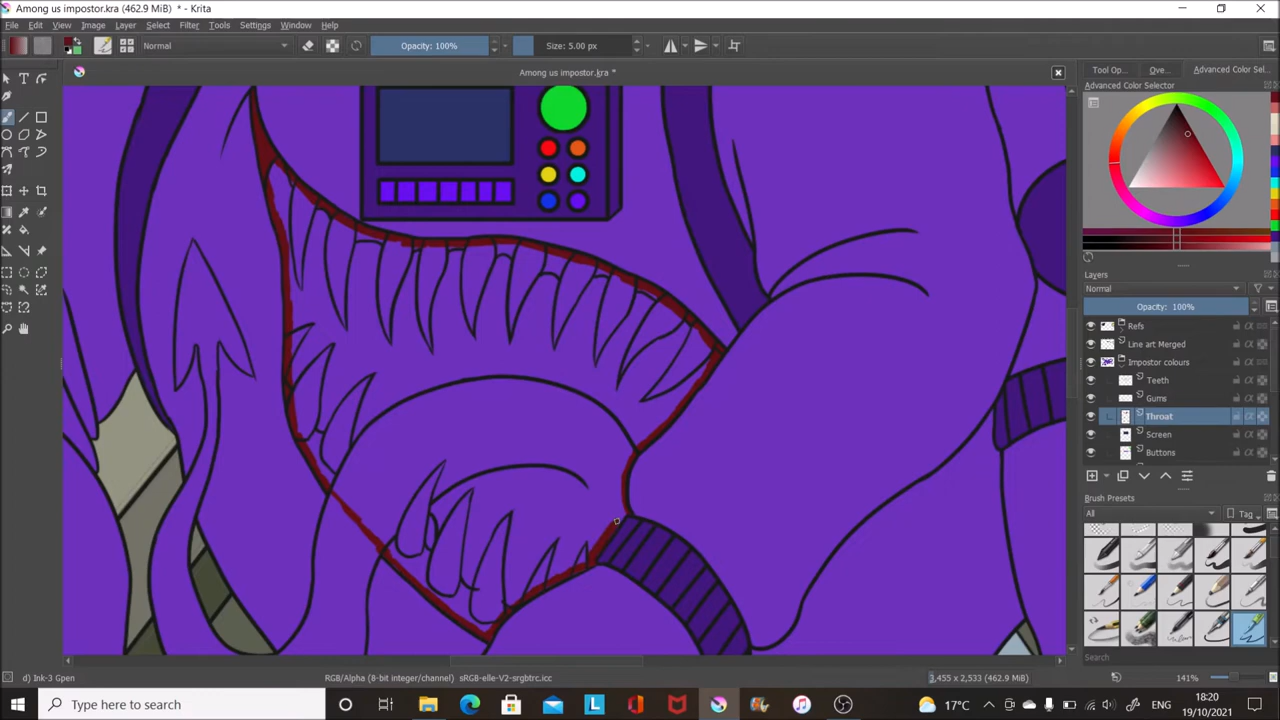 Among us impostor.kra (462.9 MiB) * - Krita
File Edit View Image Layer Select Filter Tools Settings Window Help
Normal Opacity: 100% Size: 5.00 px
Among us impostor.kra *
Tool Op... Ove... Advanced Color Sel...
Advanced Color Selector
Layers
Normal
Opacity: 100%
Refs
Line art Merged
Impostor colours
Teeth
Gums
Throat
Screen
Buttons
Brush Presets
All Tag
Search
d) Ink-3 Gpen RGB/Alpha (8-bit integer/channel) sRGB-elle-V2-srgbtrc.icc 3,455 x 2,533 (462.9 MiB) 141%
Type here to search L 17°C ENG 18:20
19/10/2021